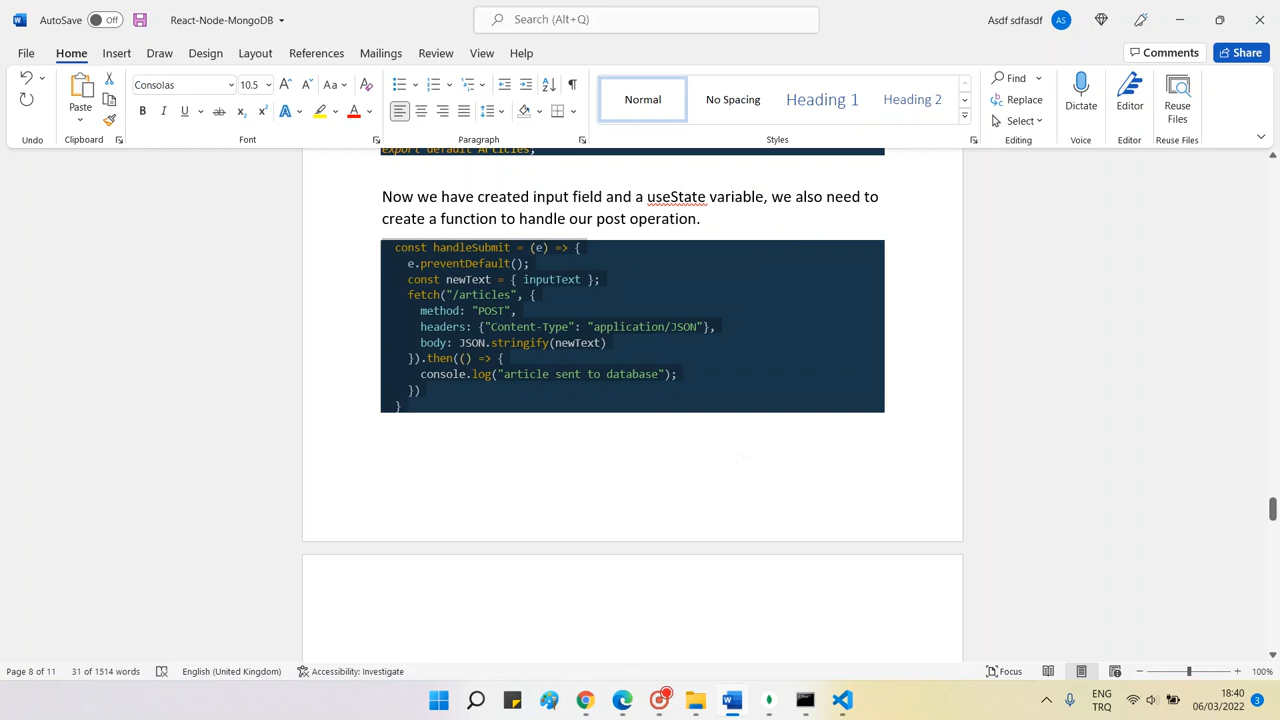 AutoSave Off React-Node-MongoDB Search (Alt+Q) Asdf sdfasdf AS
File Home Insert Draw Design Layout References Mailings Review View Help Comments Share
Paste
Consolas 10.5
Normal No Spacing Heading 1 Heading 2
Find
Replace
Select
Dictate Editor Reuse Files
Undo Clipboard Font Paragraph Styles Editing Voice Editor Reuse Files
export default Articles;
Now we have created input field and a useState variable, we also need to
create a function to handle our post operation.
const handleSubmit = (e) => {
e.preventDefault();
const newText = { inputText };
fetch("/articles", {
method: "POST",
headers: {"Content-Type": "application/JSON"},
body: JSON.stringify(newText)
}).then(() => {
console.log("article sent to database");
})
}
Page 8 of 11 31 of 1514 words English (United Kingdom) Accessibility: Investigate Focus 100%
ENG
TRQ
18:40
06/03/2022
3